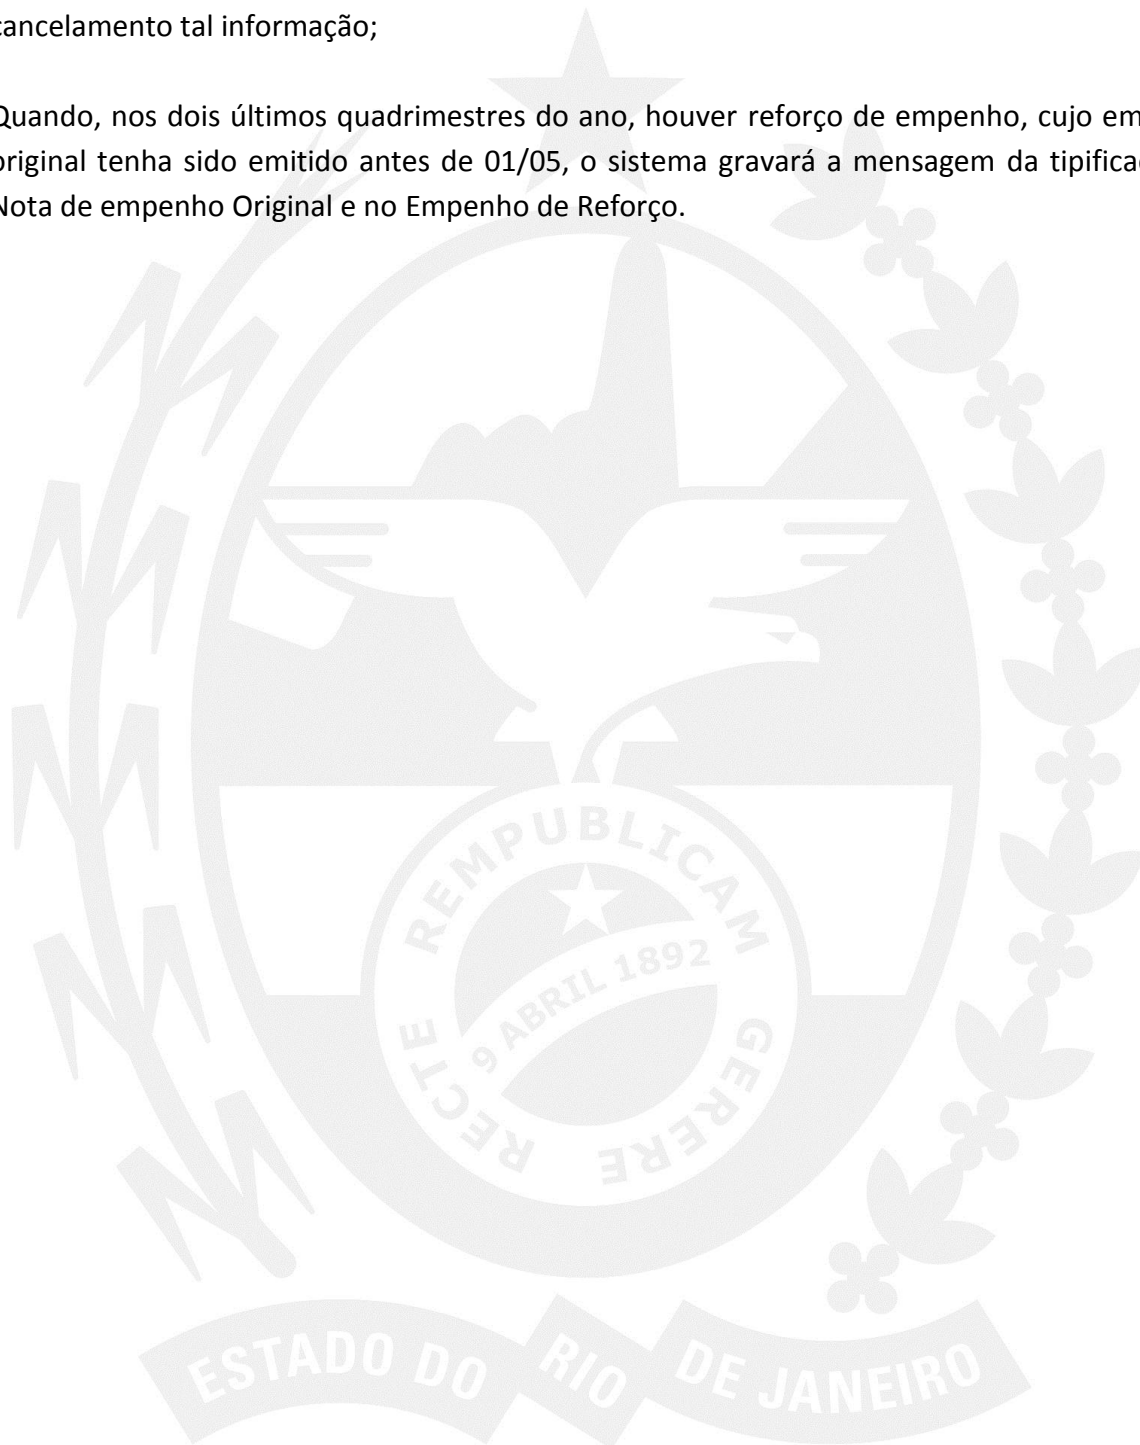 cancelamento tal informação;
Quando, nos dois últimos quadrimestres do ano, houver reforço de empenho, cujo em
original tenha sido emitido antes de 01/05, o sistema gravará a mensagem da tipificaç
Nota de empenho Original e no Empenho de Reforço.
REMPUBLICAM
9 ABRIL 1892
RECTE GERERE
ESTADO DO RIO DE JANEIRO